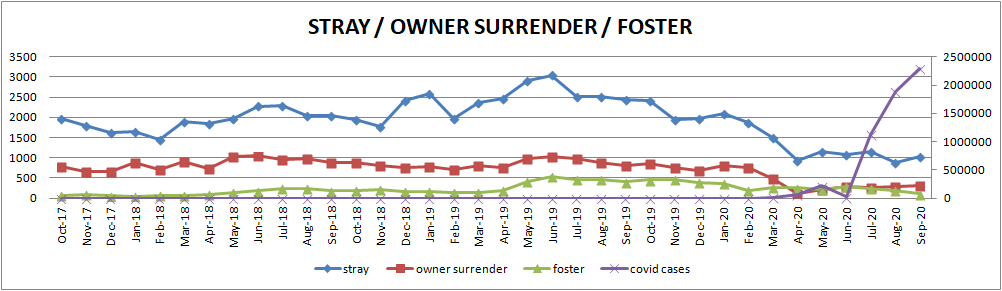 STRAY / OWNER SURRENDER / FOSTER
3500
3000
2500
2000
1500
1000
500
0
2500000
2000000
1500000
1000000
500000
0
Oct-17
Nov-17
Dec-17
Jan-18
Feb-18
Mar-18
Apr-18
May-18
Jun-18
Jul-18
Aug-18
Sep-18
Oct-18
Nov-18
Dec-18
Jan-19
Feb-19
Mar-19
Apr-19
May-19
Jun-19
Jul-19
Aug-19
Sep-19
Oct-19
Nov-19
Dec-19
Jan-20
Feb-20
Mar-20
Apr-20
May-20
Jun-20
Jul-20
Aug-20
Sep-20
stray owner surrender foster covid cases